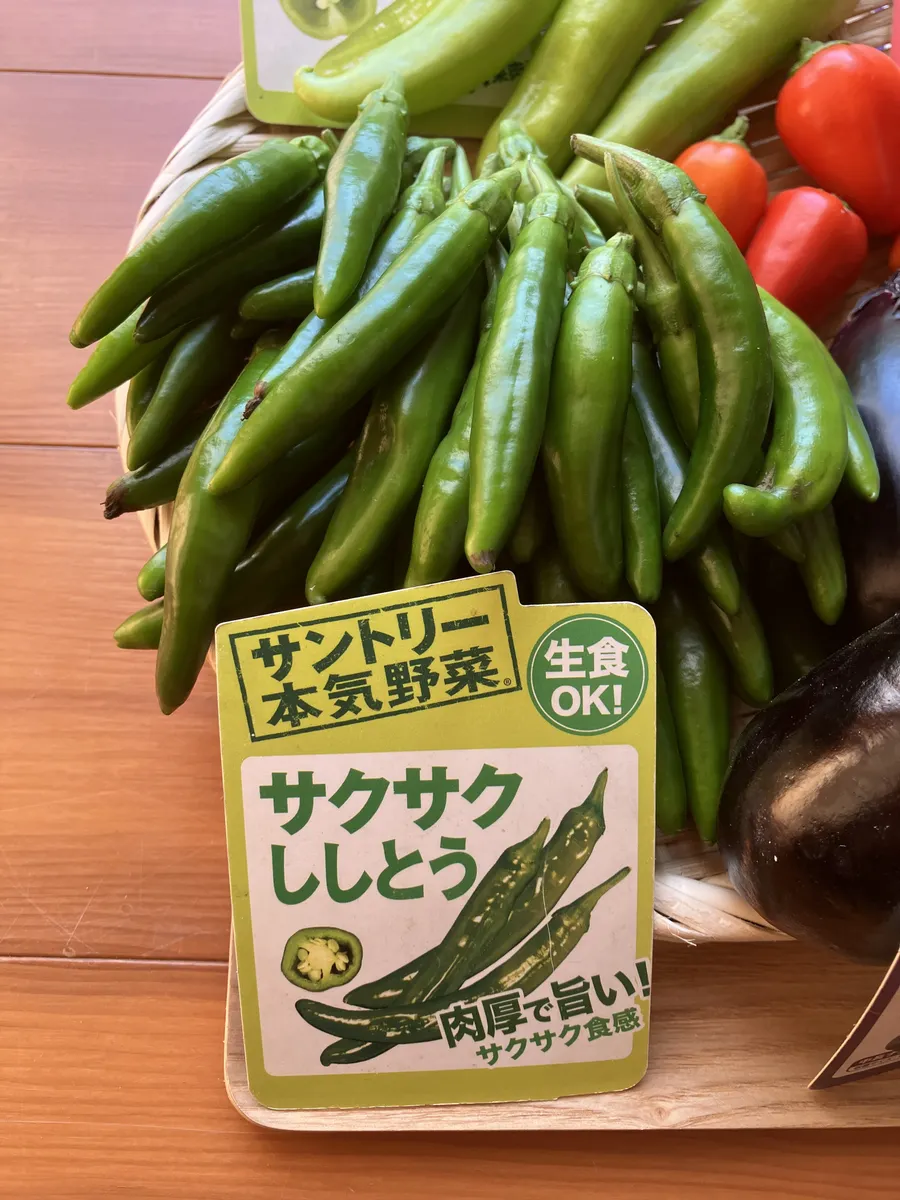 サントリー
本気野菜®
生食
OK!
サクサク
ししとう
肉厚で旨い!
サクサク食感